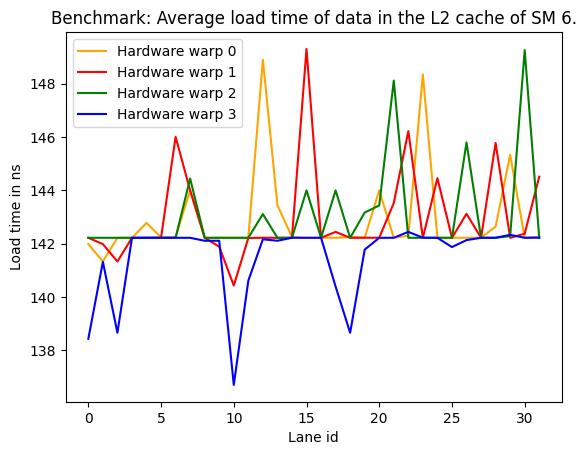 Benchmark: Average load time of data in the L2 cache of SM 6.
Hardware warp 0
Hardware warp 1
Hardware warp 2
Hardware warp 3
Load time in ns
148
146
144
142
140
138
0 5 10 15 20 25 30
Lane id